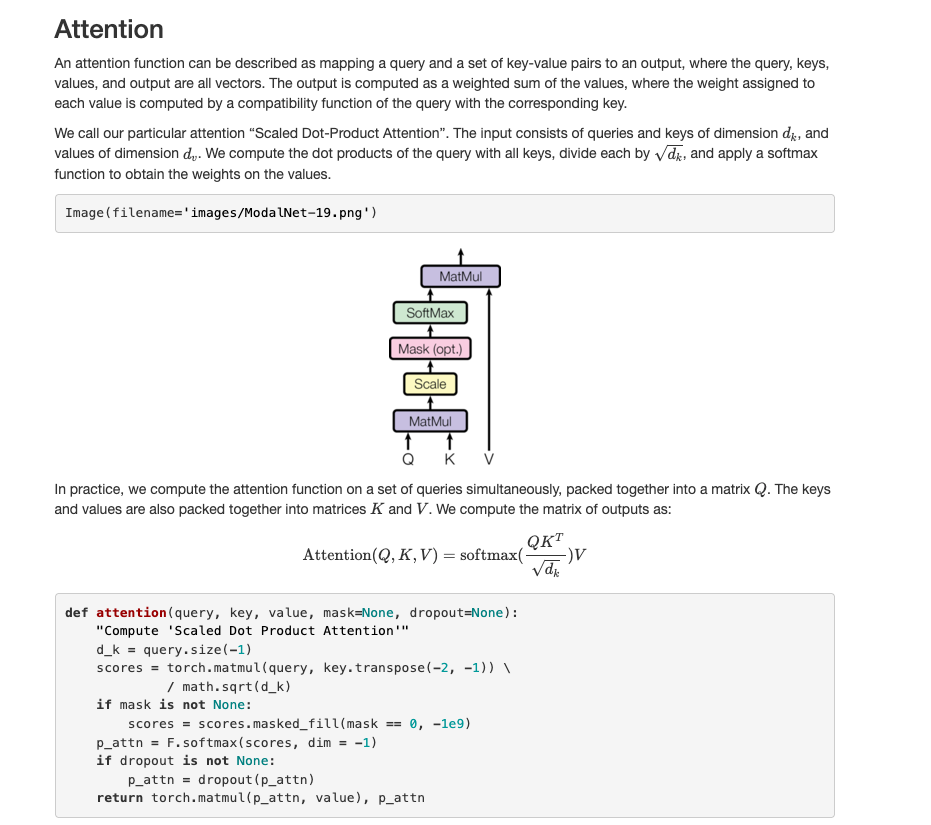 Attention
An attention function can be described as mapping a query and a set of key-value pairs to an output, where the query, keys,
values, and output are all vectors. The output is computed as a weighted sum of the values, where the weight assigned to
each value is computed by a compatibility function of the query with the corresponding key.
We call our particular attention “Scaled Dot-Product Attention”. The input consists of queries and keys of dimension dₖ, and
values of dimension dᵥ. We compute the dot products of the query with all keys, divide each by √dₖ, and apply a softmax
function to obtain the weights on the values.
Image(filename='images/ModalNet-19.png')
MatMul
SoftMax
Mask (opt.)
Scale
MatMul
Q K V
In practice, we compute the attention function on a set of queries simultaneously, packed together into a matrix Q. The keys
and values are also packed together into matrices K and V. We compute the matrix of outputs as:
Attention(Q, K, V) = softmax(QKᵀ/√dₖ)V
def attention(query, key, value, mask=None, dropout=None):
    "Compute 'Scaled Dot Product Attention'"
    d_k = query.size(-1)
    scores = torch.matmul(query, key.transpose(-2, -1)) \
             / math.sqrt(d_k)
    if mask is not None:
        scores = scores.masked_fill(mask == 0, -1e9)
    p_attn = F.softmax(scores, dim = -1)
    if dropout is not None:
        p_attn = dropout(p_attn)
    return torch.matmul(p_attn, value), p_attn